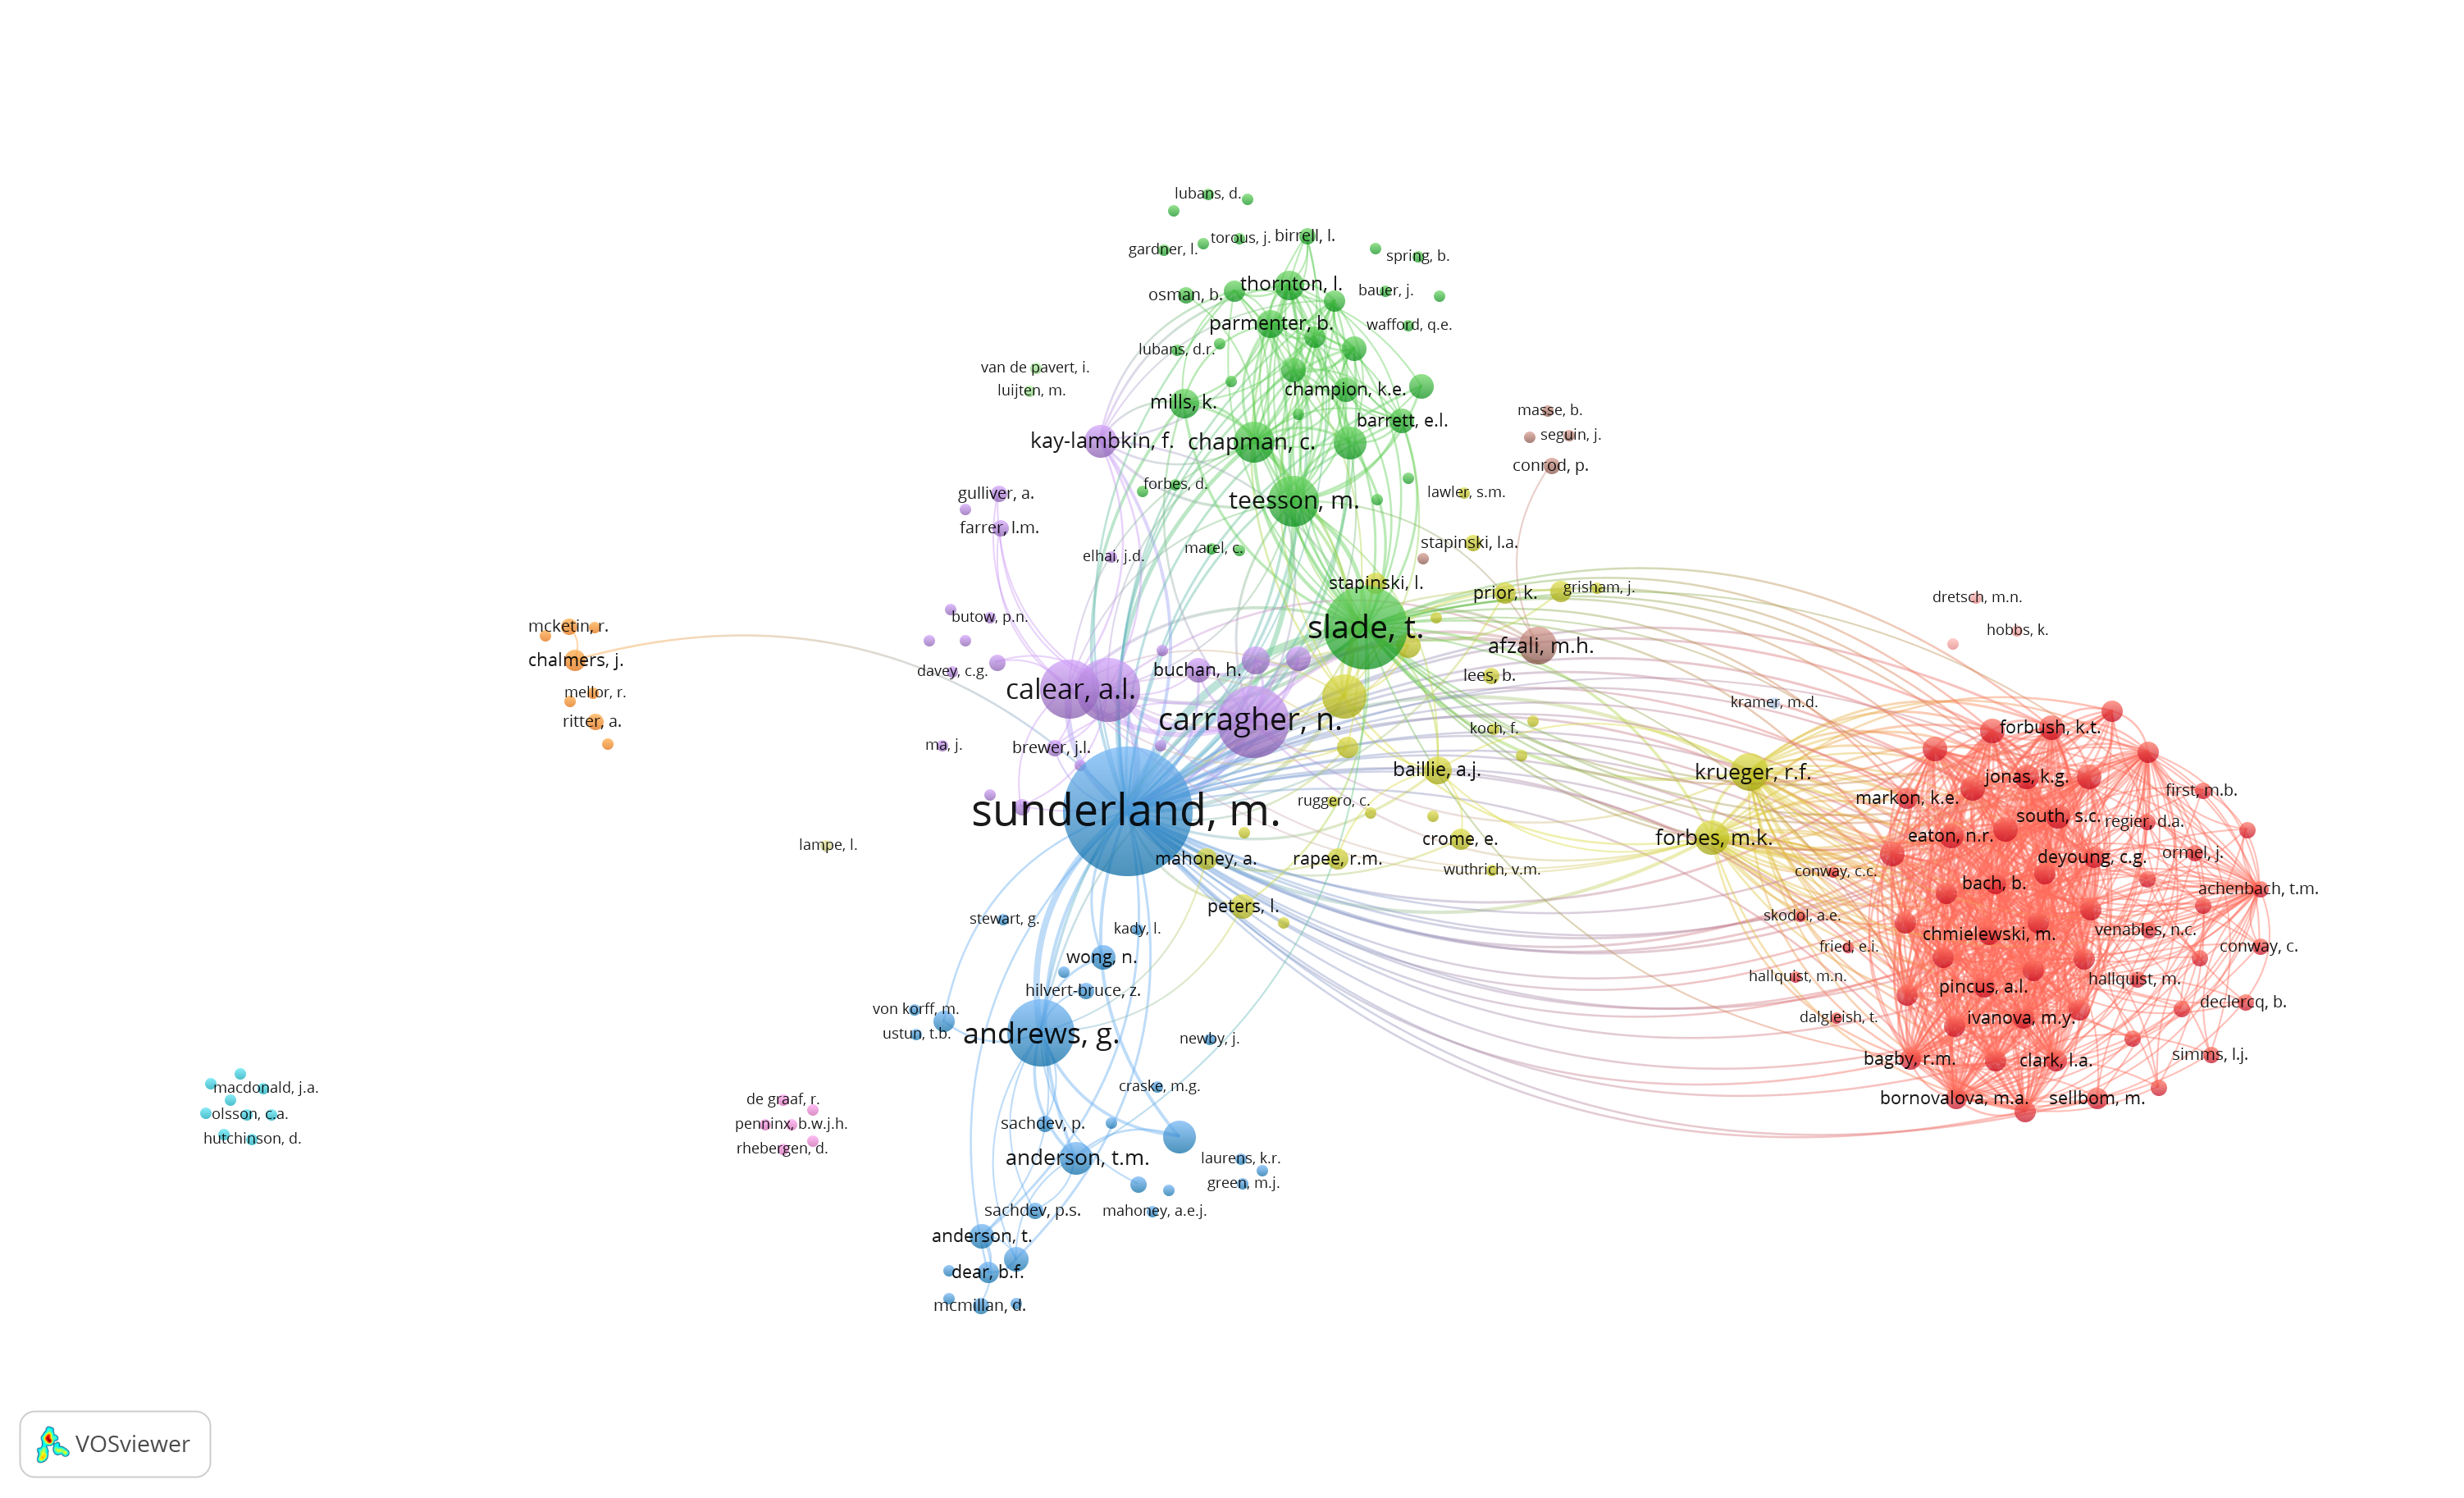 lubans, d.
torous, j.
birrell, l.
gardner, l.
spring, b.
thornton, l.
osman, b.
bauer, j.
parmenter, b.
wafford, q.e.
lubans, d.r.
van de pavert, i.
luijten, m.
champion, k.e.
mills, k.
masse, b.
barrett, e.l.
seguin, j.
kay-lambkin, f.
chapman, c.
conrod, p.
forbes, d.
gulliver, a.
lawler, s.m.
teesson, m.
farrer, l.m.
stapinski, l.a.
marel, c.
elhai, j.d.
stapinski, l.
grisham, j.
prior, k.
dretsch, m.n.
butow, p.n.
mcketin, r.
slade, t.
hobbs, k.
afzali, m.h.
chalmers, j.
davey, c.g.
buchan, h.
lees, b.
calear, a.l.
mellor, r.
kramer, m.d.
ritter, a.
carragher, n.
koch, f.
forbush, k.t.
ma, j.
brewer, j.l.
baillie, a.j.
krueger, r.f.
jonas, k.g.
first, m.b.
markon, k.e.
ruggero, c.
sunderland, m.
south, s.c.
regier, d.a.
eaton, n.r.
crome, e.
forbes, m.k.
lampe, l.
mahoney, a.
rapee, r.m.
deyoung, c.g.
ormel, j.
wuthrich, v.m.
conway, c.c.
bach, b.
achenbach, t.m.
peters, l.
skodol, a.e.
stewart, g.
kady, l.
chmielewski, m.
venables, n.c.
fried, e.i.
conway, c.
wong, n.
hallquist, m.n.
hallquist, m.
hilvert-bruce, z.
pincus, a.l.
declercq, b.
von korff, m.
dalgleish, t.
ivanova, m.y.
ustun, t.b.
andrews, g.
newby, j.
bagby, r.m.
clark, l.a.
simms, l.j.
macdonald, j.a.
craske, m.g.
de graaf, r.
bornovalova, m.a.
sellbom, m.
olsson, c.a.
penninx, b.w.j.h.
sachdev, p.
hutchinson, d.
rhebergen, d.
anderson, t.m.
laurens, k.r.
green, m.j.
sachdev, p.s.
mahoney, a.e.j.
anderson, t.
dear, b.f.
mcmillan, d.
VOSviewer